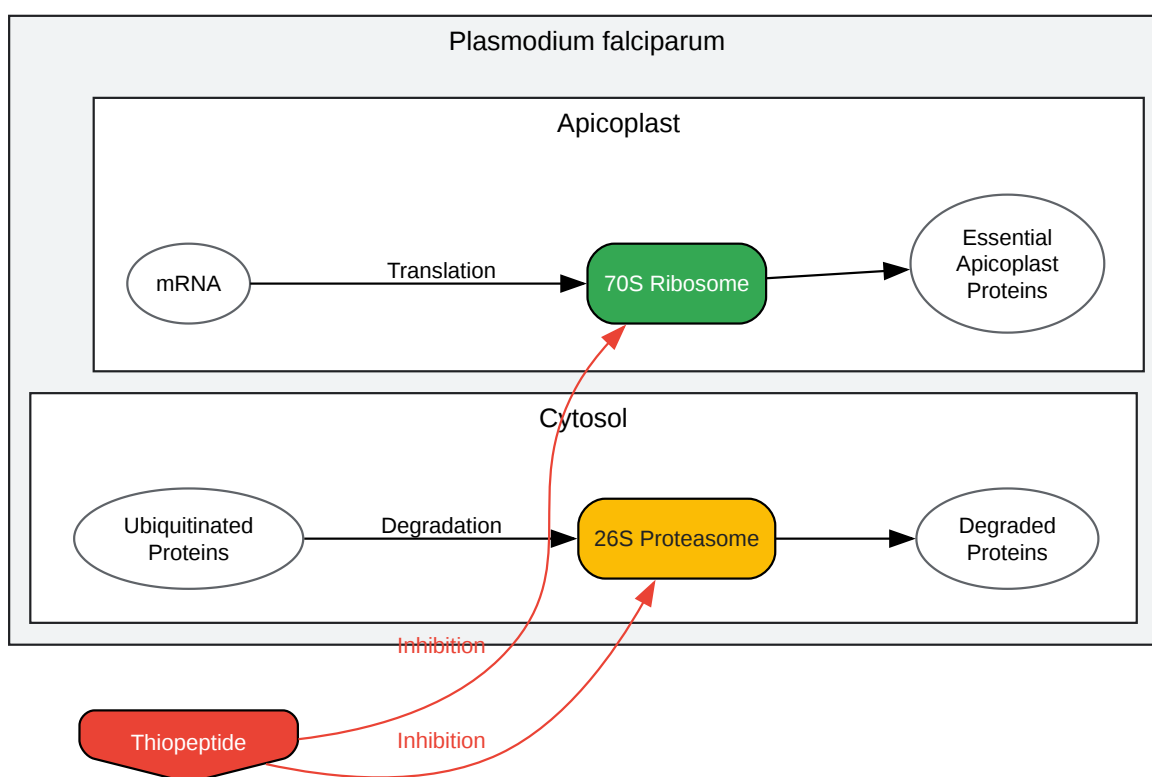 Plasmodium falciparum
Apicoplast
mRNA
Translation
70S Ribosome
Essential
Apicoplast
Proteins
Cytosol
Ubiquitinated
Proteins
Degradation
26S Proteasome
Degraded
Proteins
Inhibition
Thiopeptide
Inhibition